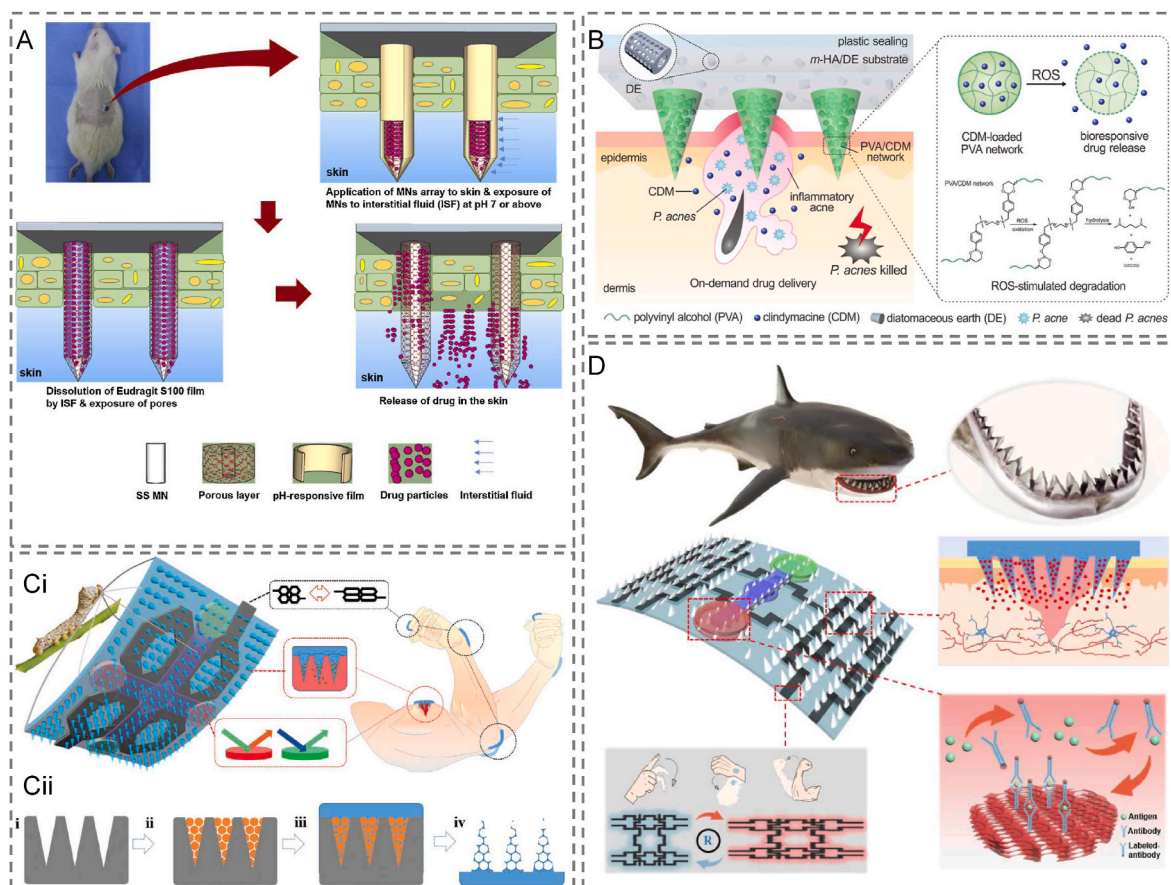 A
skin
Application of MNs array to skin & exposure of
MNs to interstitial fluid (ISF) at pH 7 or above
skin
Dissolution of Eudragit S100 film
by ISF & exposure of pores
skin
Release of drug in the skin
SS MN
Porous layer
pH-responsive film
Drug particles
Interstitial fluid
B
plastic sealing
m-HA/DE substrate
DE
epidermis
PVA/CDM
network
CDM
P. acnes
inflammatory
acne
P. acnes killed
On-demand drug delivery
dermis
ROS
CDM-loaded
PVA network
bioresponsive
drug release
PVA/CDM network
ROS
oxidation
hydrolysis
ROS-stimulated degradation
polyvinyl alcohol (PVA)
clindymacine (CDM)
diatomaceous earth (DE)
P. acne
dead P. acnes
Ci
Cii
i
ii
iii
iv
D
R
Antigen
Antibody
Labeled-
antibody